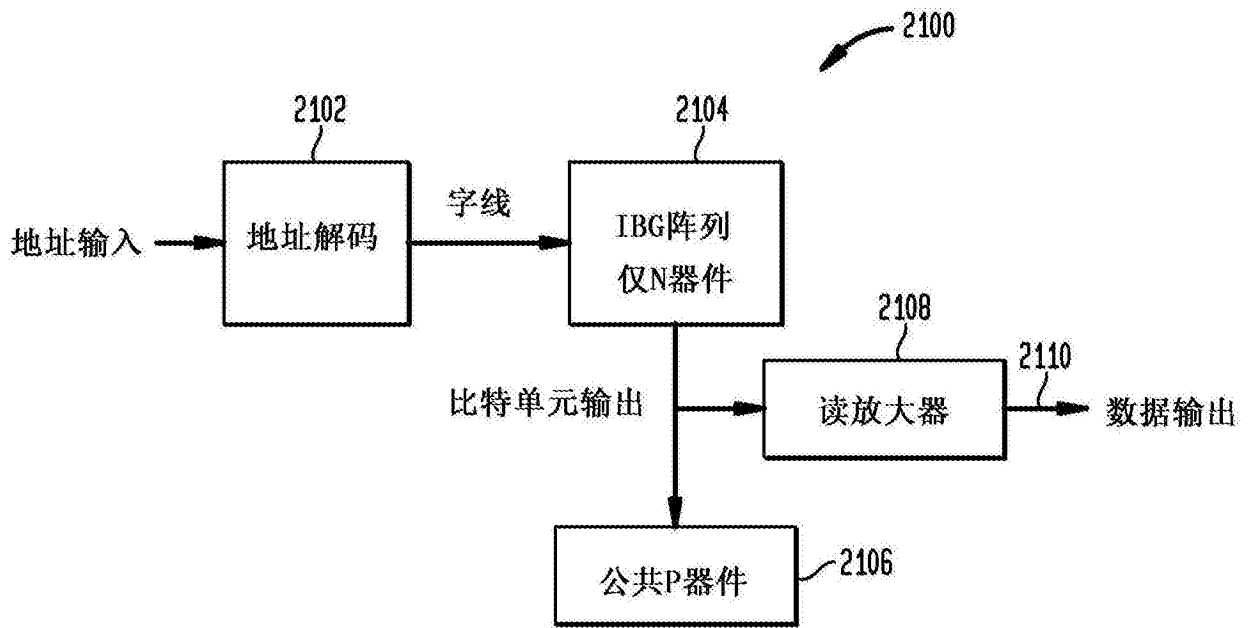 2100
2102
2104
地址输入
地址解码
字线
IBG阵列
仅N器件
2108
2110
比特单元输出
读放大器
数据输出
公共P器件
2106